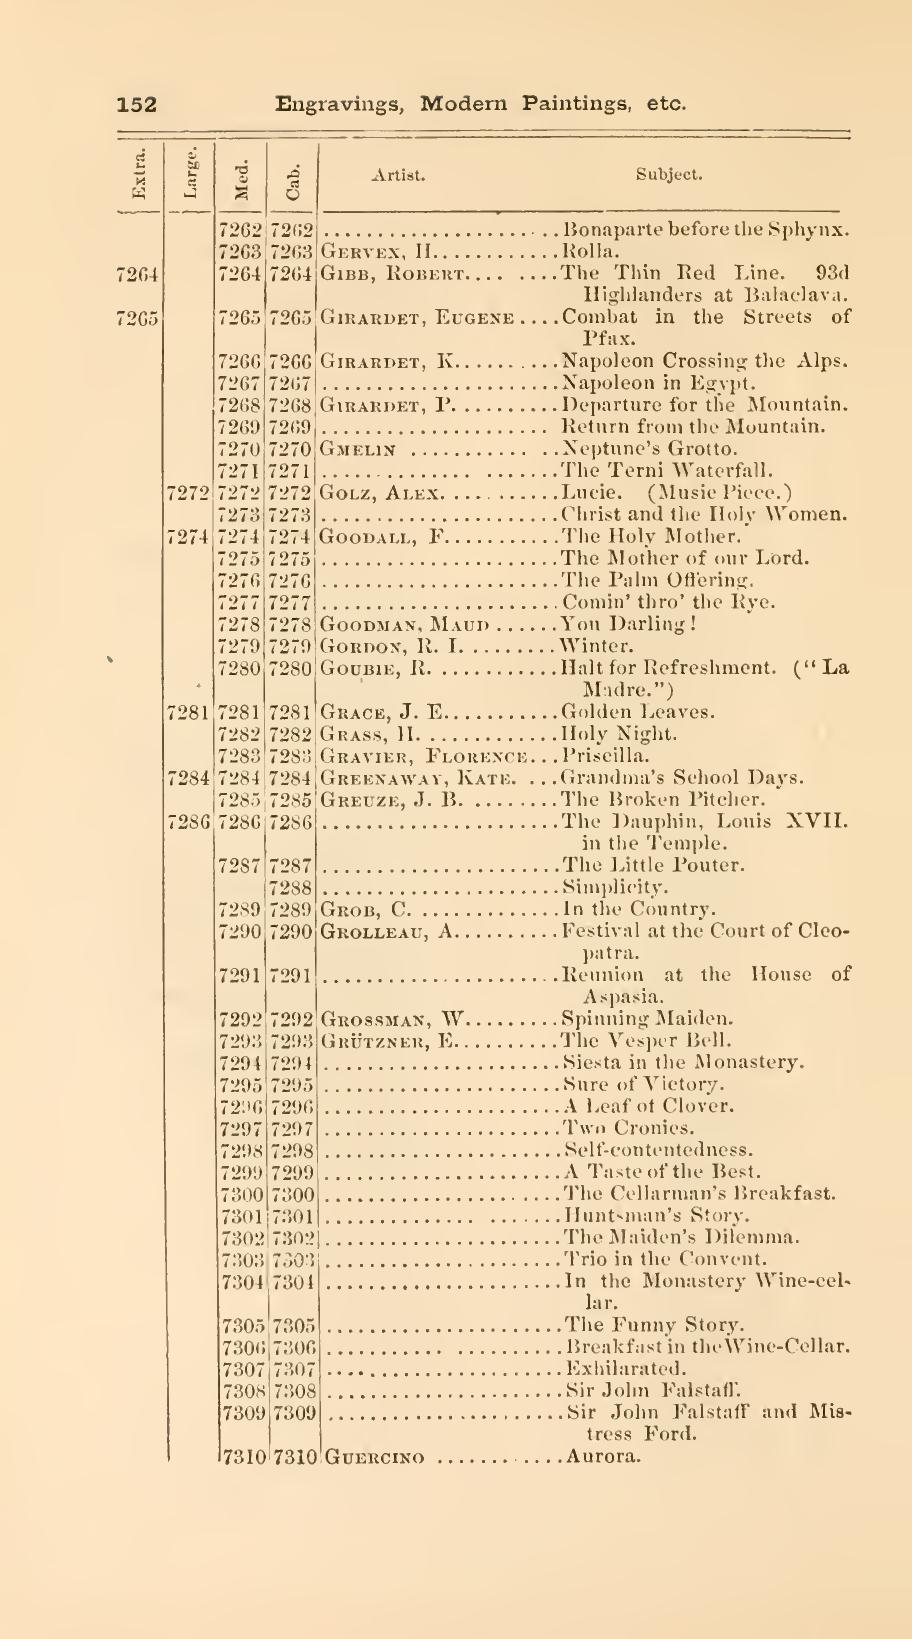 152 Engravings, Modern Paintings, etc.
Extra. Large. Med. Cab. Artist. Subject.
7262 7262 ...................... Bonaparte before the Sphynx.
7263 7263 GERVEX, H............ Rolla.
7264 7264 7264 GIBB, ROBERT.... .... The Thin Red Line. 93d
Highlanders at Balaclava.
7265 7265 7265 GIRARDET, EUGENE .... Combat in the Streets of
Pfax.
7266 7266 GIRARDET, K.......... Napoleon Crossing the Alps.
7267 7267 ...................... Napoleon in Egypt.
7268 7268 GIRARDET, P. ......... Departure for the Mountain.
7269 7269 ..................... Return from the Mountain.
7270 7270 GMELIN ........... .. Neptune's Grotto.
7271 7271 .............. ....... The Terni Waterfall.
7272 7272 7272 GOLZ, ALEX. .... ....... Lucie. (Music Piece.)
7273 7273 ...................... Christ and the Holy Women.
7274 7274 7274 GOODALL, F........... The Holy Mother.
7275 7275 ...................... The Mother of our Lord.
7276 7276 ...................... The Palm Offering.
7277 7277 ...................... Comin' thro' the Rye.
7278 7278 GOODMAN, MAUD ...... You Darling!
7279 7279 GORDON, R. I. ........ Winter.
7280 7280 GOUBIE, R. ........... Halt for Refreshment. ("La
Madre.")
7281 7281 7281 GRACE, J. E........... Golden Leaves.
7282 7282 GRASS, H. ............ Holy Night.
7283 7283 GRAVIER, FLORENCE... Priscilla.
7284 7284 7284 GREENAWAY, KATE. ... Grandma's School Days.
7285 7285 GREUZE, J. B. ........ The Broken Pitcher.
7286 7286 7286 ...................... The Dauphin, Louis XVII.
in the Temple.
7287 7287 ...................... The Little Pouter.
7288 ...................... Simplicity.
7289 7289 GROB, C. ............. In the Country.
7290 7290 GROLLEAU, A.......... Festival at the Court of Cleo-
patra.
7291 7291 ...................... Reunion at the House of
Aspasia.
7292 7292 GROSSMAN, W......... Spinning Maiden.
7293 7293 GRÜTZNER, E.......... The Vesper Bell.
7294 7294 ...................... Siesta in the Monastery.
7295 7295 ...................... Sure of Victory.
7296 7296 ...................... A Leaf of Clover.
7297 7297 ...................... Two Cronies.
7298 7298 ...................... Self-contentedness.
7299 7299 ...................... A Taste of the Best.
7300 7300 ...................... The Cellarman's Breakfast.
7301 7301 .............. ....... Huntsman's Story.
7302 7302 ...................... The Maiden's Dilemma.
7303 7303 ...................... Trio in the Convent.
7304 7304 ...................... In the Monastery Wine-cel-
lar.
7305 7305 ...................... The Funny Story.
7306 7306 ........... .......... Breakfast in the Wine-Cellar.
7307 7307 ...................... Exhilarated.
7308 7308 ...................... Sir John Falstaff.
7309 7309 ...................... Sir John Falstaff and Mis-
tress Ford.
7310 7310 GUERCINO ............ Aurora.